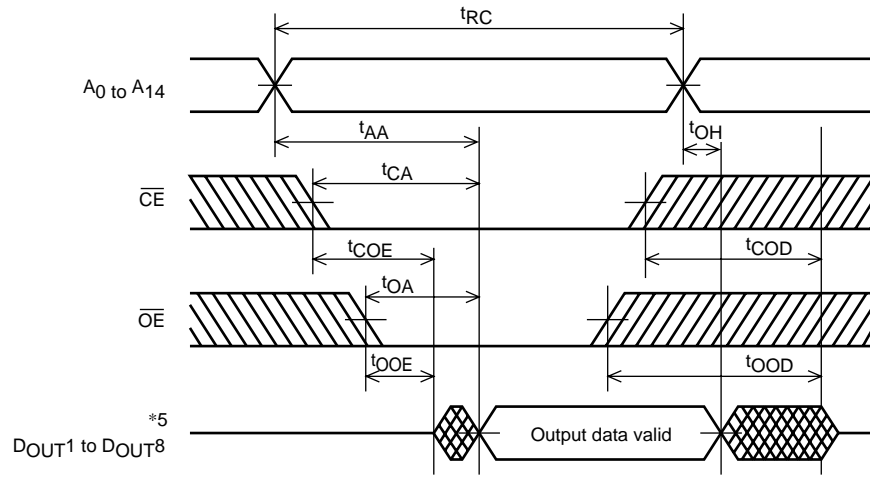 tRC
A0 to A14
tAA
tOH
CE
tCA
tCOE
tCOD
OE
tOA
tOOE
tOOD
*5
DOUT1 to DOUT8
Output data valid